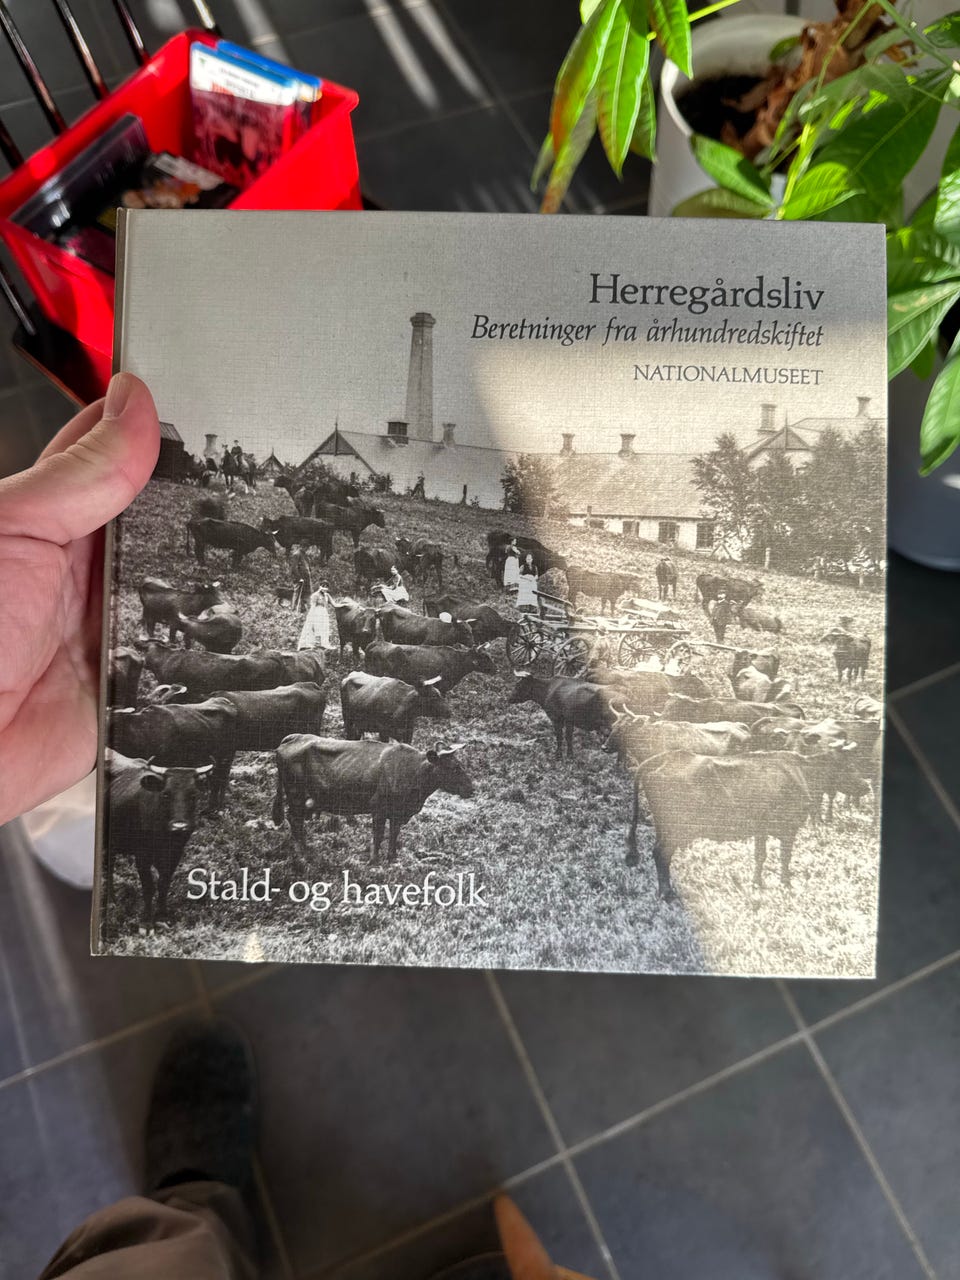 Herregårdsliv
Beretninger fra århundredskiftet
NATIONALMUSEET
Stald- og havefolk